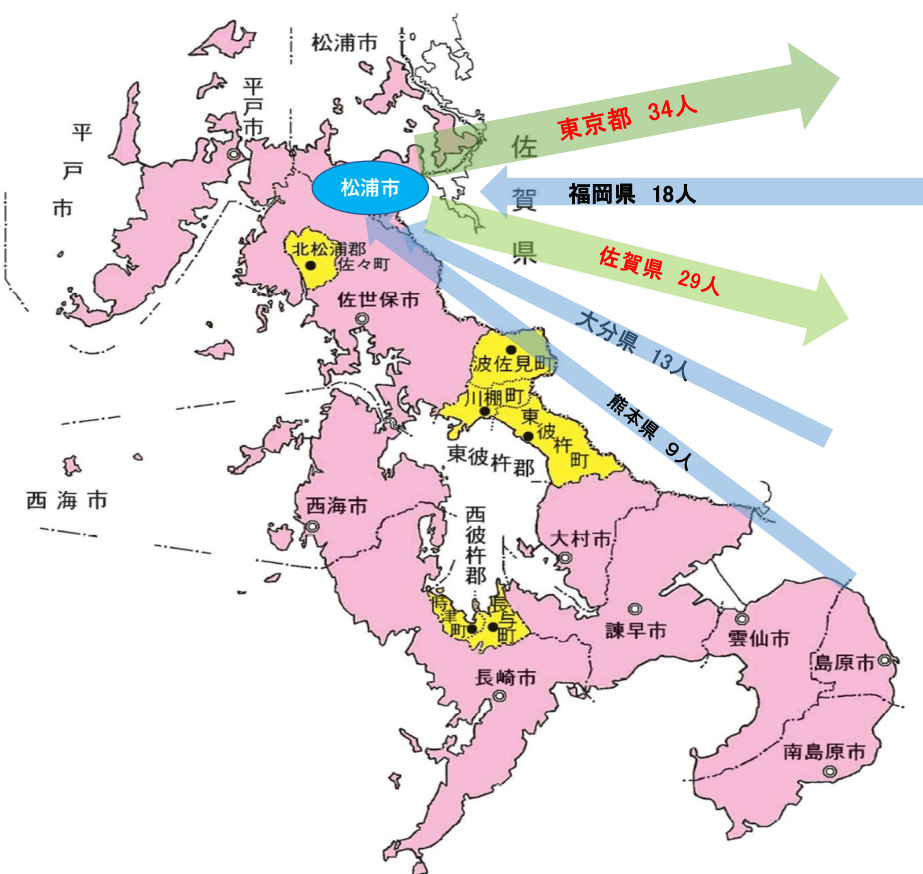 松浦市
平戸市
平戸市
東京都 34人
佐賀県
松浦市
福岡県 18人
北松浦郡
佐々町
佐賀県 29人
佐世保市
大分県 13人
波佐見町
川棚町
熊本県 9人
東彼杵町
東彼杵郡
西海市
西海市
西彼杵郡
大村市
時津町
長与町
諫早市
雲仙市
長崎市
島原市
南島原市